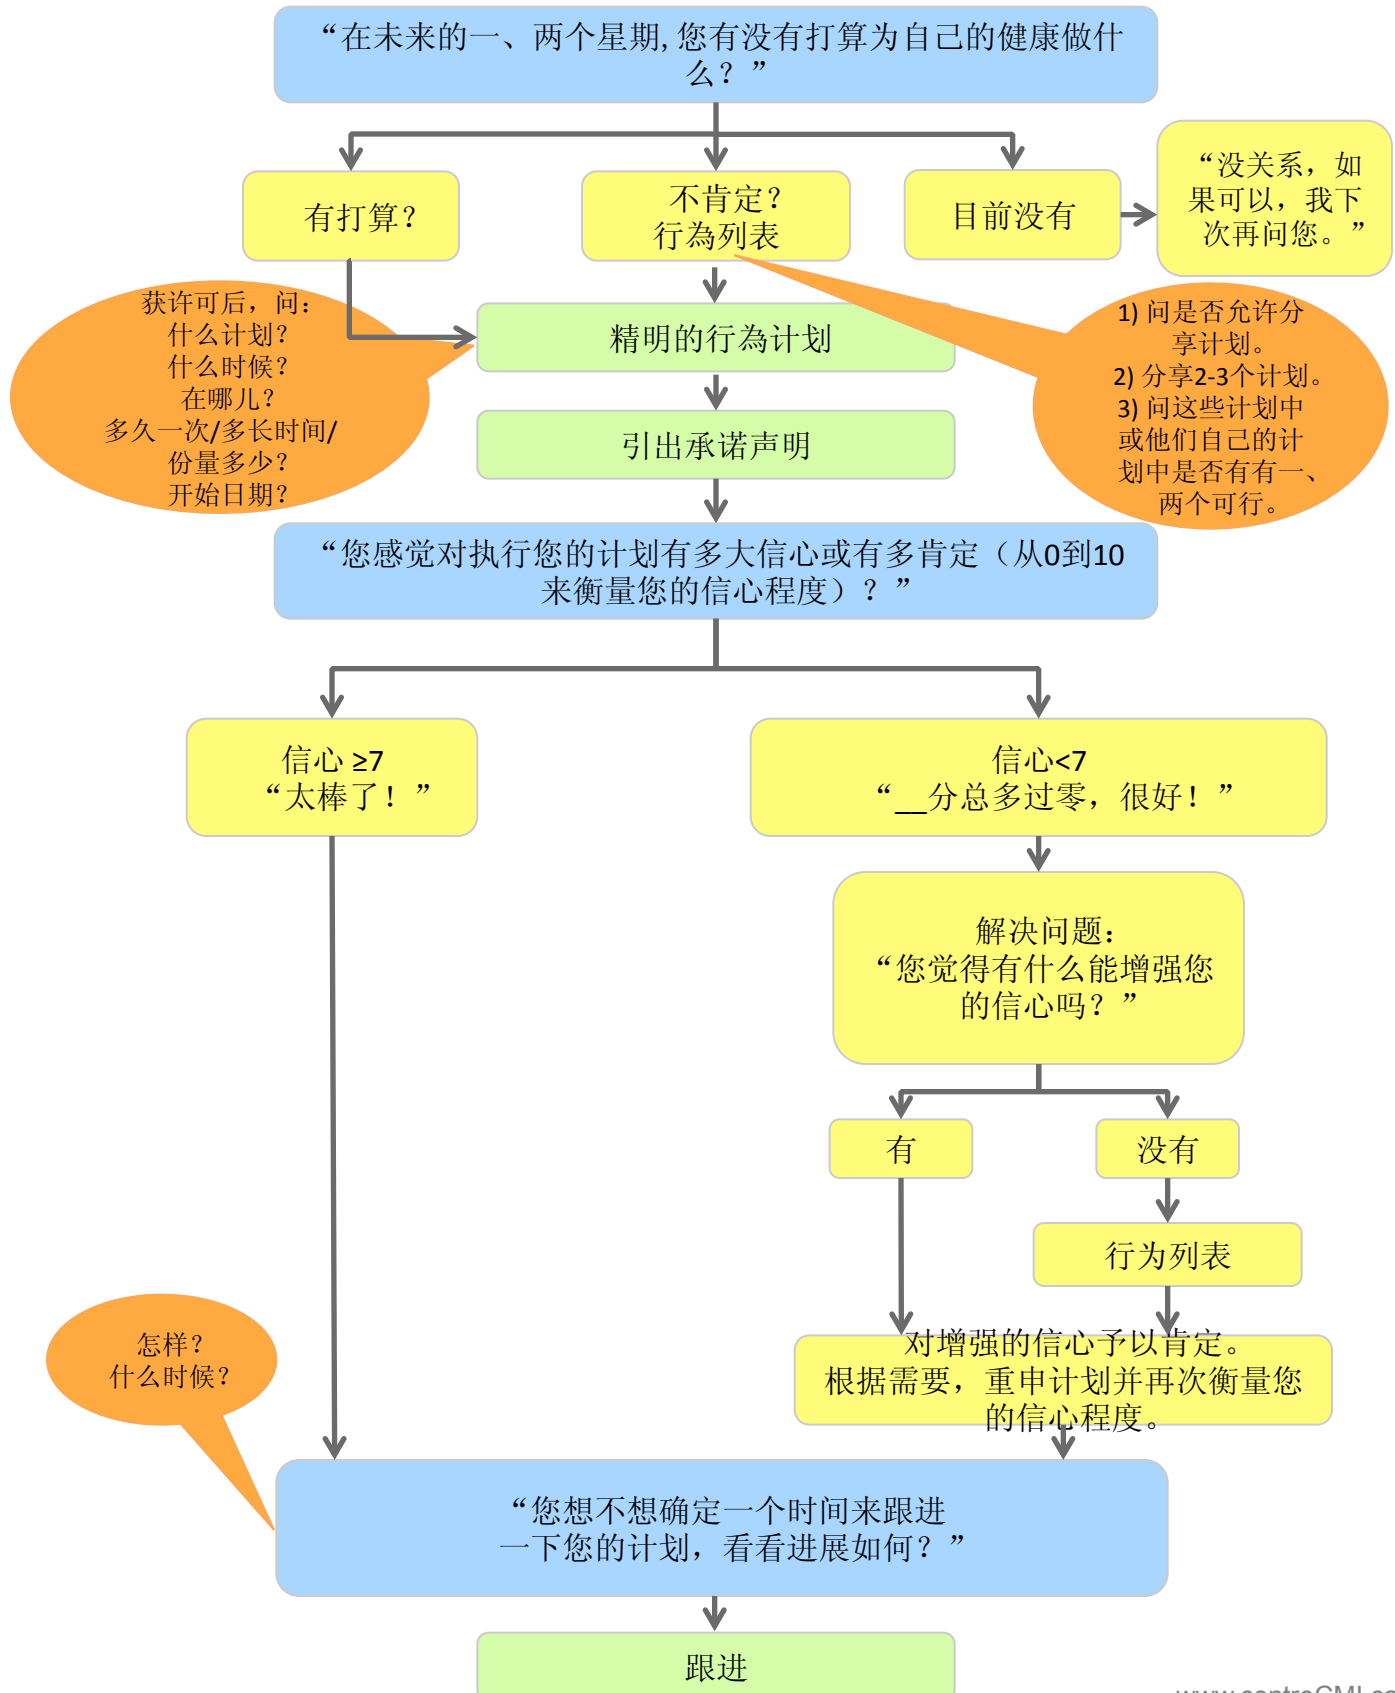 “在未来的一、两个星期,您有没有打算为自己的健康做什
么？”
有打算？
不肯定？
行為列表
目前没有
“没关系，如
果可以，我下
次再问您。”
获许可后，问：
什么计划？
什么时候？
在哪儿？
多久一次/多长时间/
份量多少？
开始日期？
精明的行為计划
1) 问是否允许分
享计划。
2) 分享2-3个计划。
3) 问这些计划中
或他们自己的计
划中是否有有一、
两个可行。
引出承诺声明
“您感觉对执行您的计划有多大信心或有多肯定（从0到10
来衡量您的信心程度）？”
信心 ≥7
“太棒了！”
信心<7
“__分总多过零，很好！”
解决问题：
“您觉得有什么能增强您
的信心吗？”
有
没有
行为列表
对增强的信心予以肯定。
根据需要，重申计划并再次衡量您
的信心程度。
怎样？
什么时候？
“您想不想确定一个时间来跟进
一下您的计划，看看进展如何？”
跟进